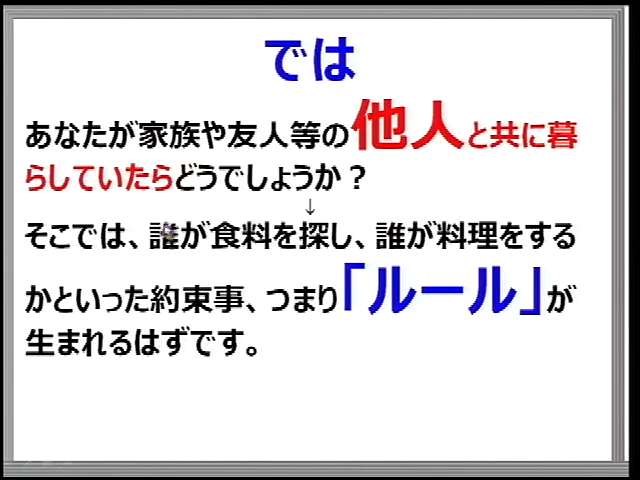 では
あなたが家族や友人等の他人と共に暮
らしていたらどうでしょうか？
↓
そこでは、誰が食料を探し、誰が料理をする
かといった約束事、つまり「ルール」が
生まれるはずです。